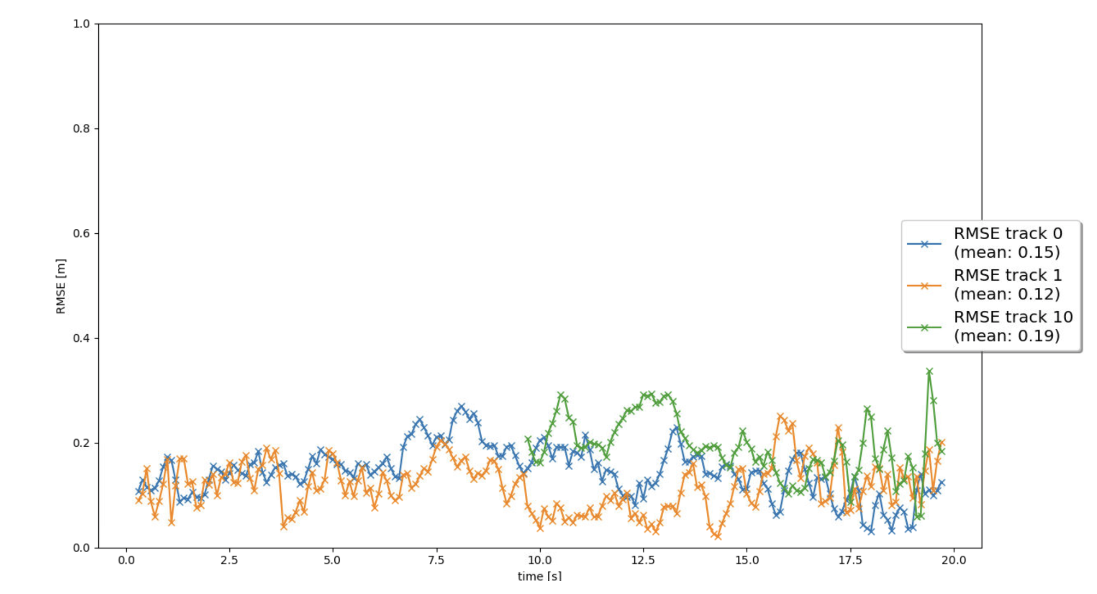 1.0
0.8
0.6
0.4
0.2
0.0
RMSE [m]
0.0 2.5 5.0 7.5 10.0 12.5 15.0 17.5 20.0
time [s]
RMSE track 0
(mean: 0.15)
RMSE track 1
(mean: 0.12)
RMSE track 10
(mean: 0.19)